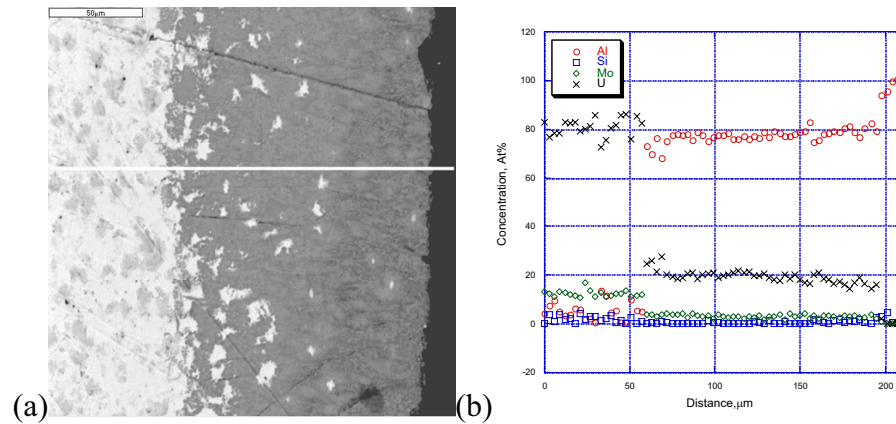 50μm
(a)
(b)
Al
Si
Mo
U
120
100
80
60
40
20
0
-20
Concentration, At%
0
50
100
150
200
Distance,μm